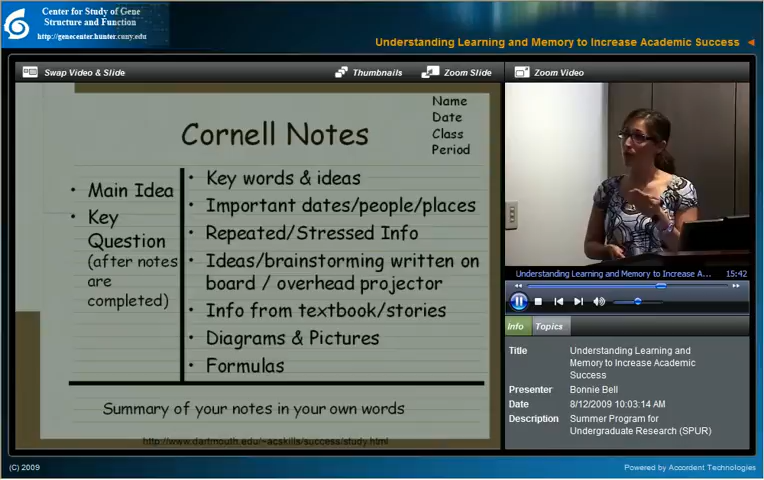 Center for Study of Gene
Structure and Function
http://genecenter.hunter.cuny.edu
Understanding Learning and Memory to Increase Academic Success
Swap Video & Slide
Thumbnails
Zoom Slide
Zoom Video
Name
Date
Class
Period
Cornell Notes
• Main Idea
• Key
Question
(after notes
are
completed)
• Key words & ideas
• Important dates/people/places
• Repeated/Stressed Info
• Ideas/brainstorming written on
board / overhead projector
• Info from textbook/stories
• Diagrams & Pictures
• Formulas
Summary of your notes in your own words
http://www.dartmouth.edu/~acskills/success/study.html
Understanding Learning and Memory to Increase A...
15:42
Info
Topics
Title
Understanding Learning and
Memory to Increase Academic
Success
Presenter
Bonnie Bell
Date
8/12/2009 10:03:14 AM
Description
Summer Program for
Undergraduate Research (SPUR)
(C) 2009
Powered by Accordent Technologies